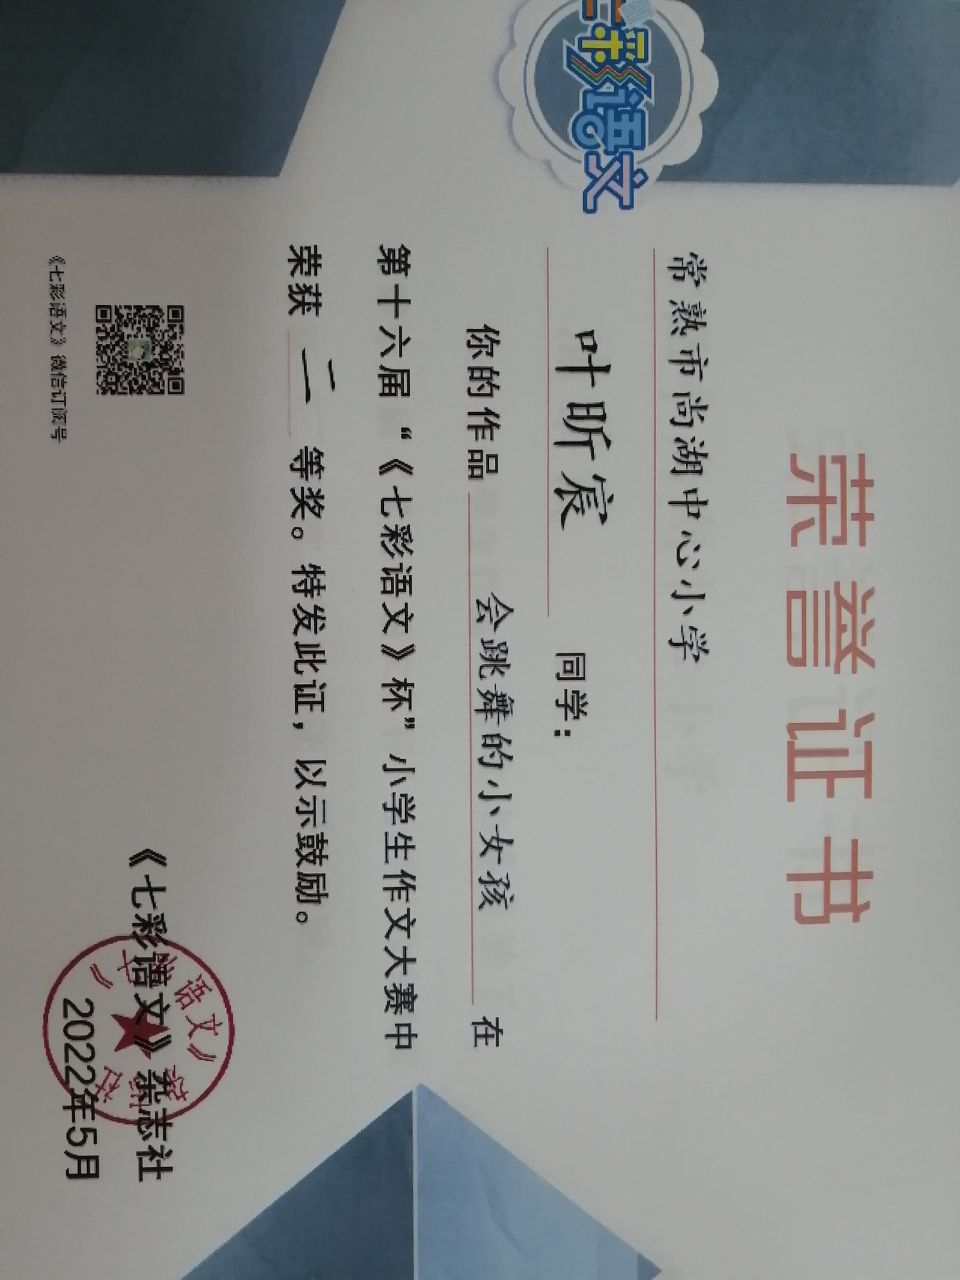 七彩语文
荣誉证书
常熟市尚湖中心小学
叶昕宸 同学：
你的作品 会跳舞的小女孩 在
第十六届“《七彩语文》杯”小学生作文大赛中
荣获 二 等奖。特发此证，以示鼓励。
《七彩语文》杂志社
2022年5月
《七彩语文》微信订阅号